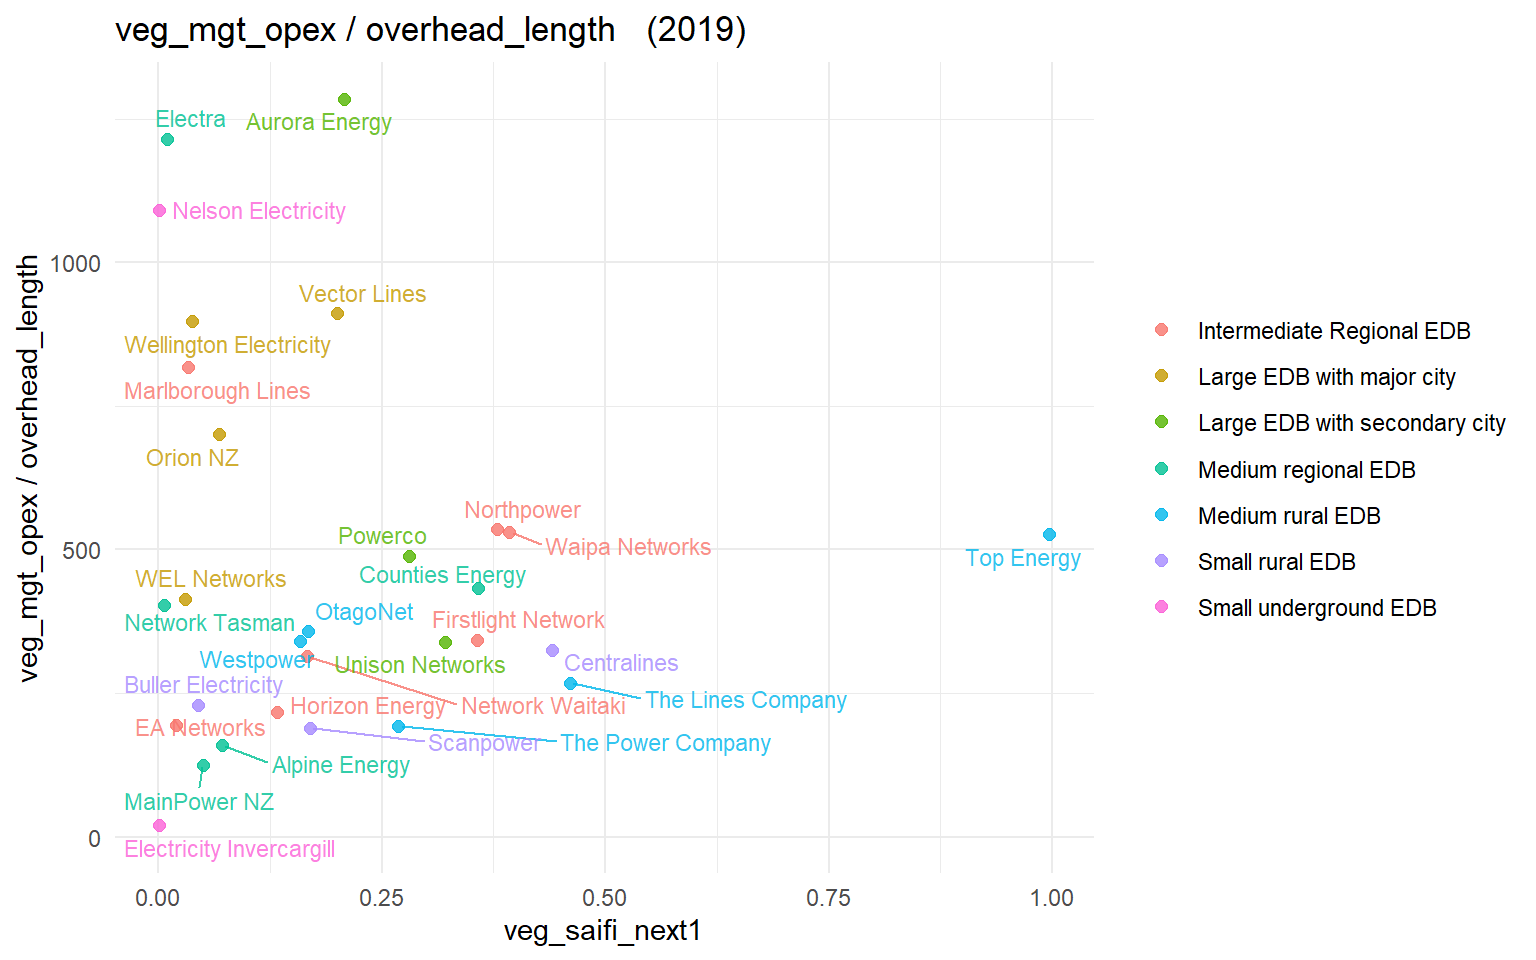 veg_mgt_opex / overhead_length (2019)
Electra
Aurora Energy
Nelson Electricity
1000
Vector Lines
Wellington Electricity
Marlborough Lines
Orion NZ
Northpower
Powerco
Waipa Networks
500
Top Energy
Counties Energy
WEL Networks
OtagoNet
Network Tasman
Firstlight Network
Westpower
Unison Networks
Centralines
Buller Electricity
The Lines Company
Horizon Energy
Network Waitaki
EA Networks
Scanpower
The Power Company
Alpine Energy
MainPower NZ
0
Electricity Invercargill
0.00 0.25 0.50 0.75 1.00
veg_saifi_next1
veg_mgt_opex / overhead_length
Intermediate Regional EDB
Large EDB with major city
Large EDB with secondary city
Medium regional EDB
Medium rural EDB
Small rural EDB
Small underground EDB